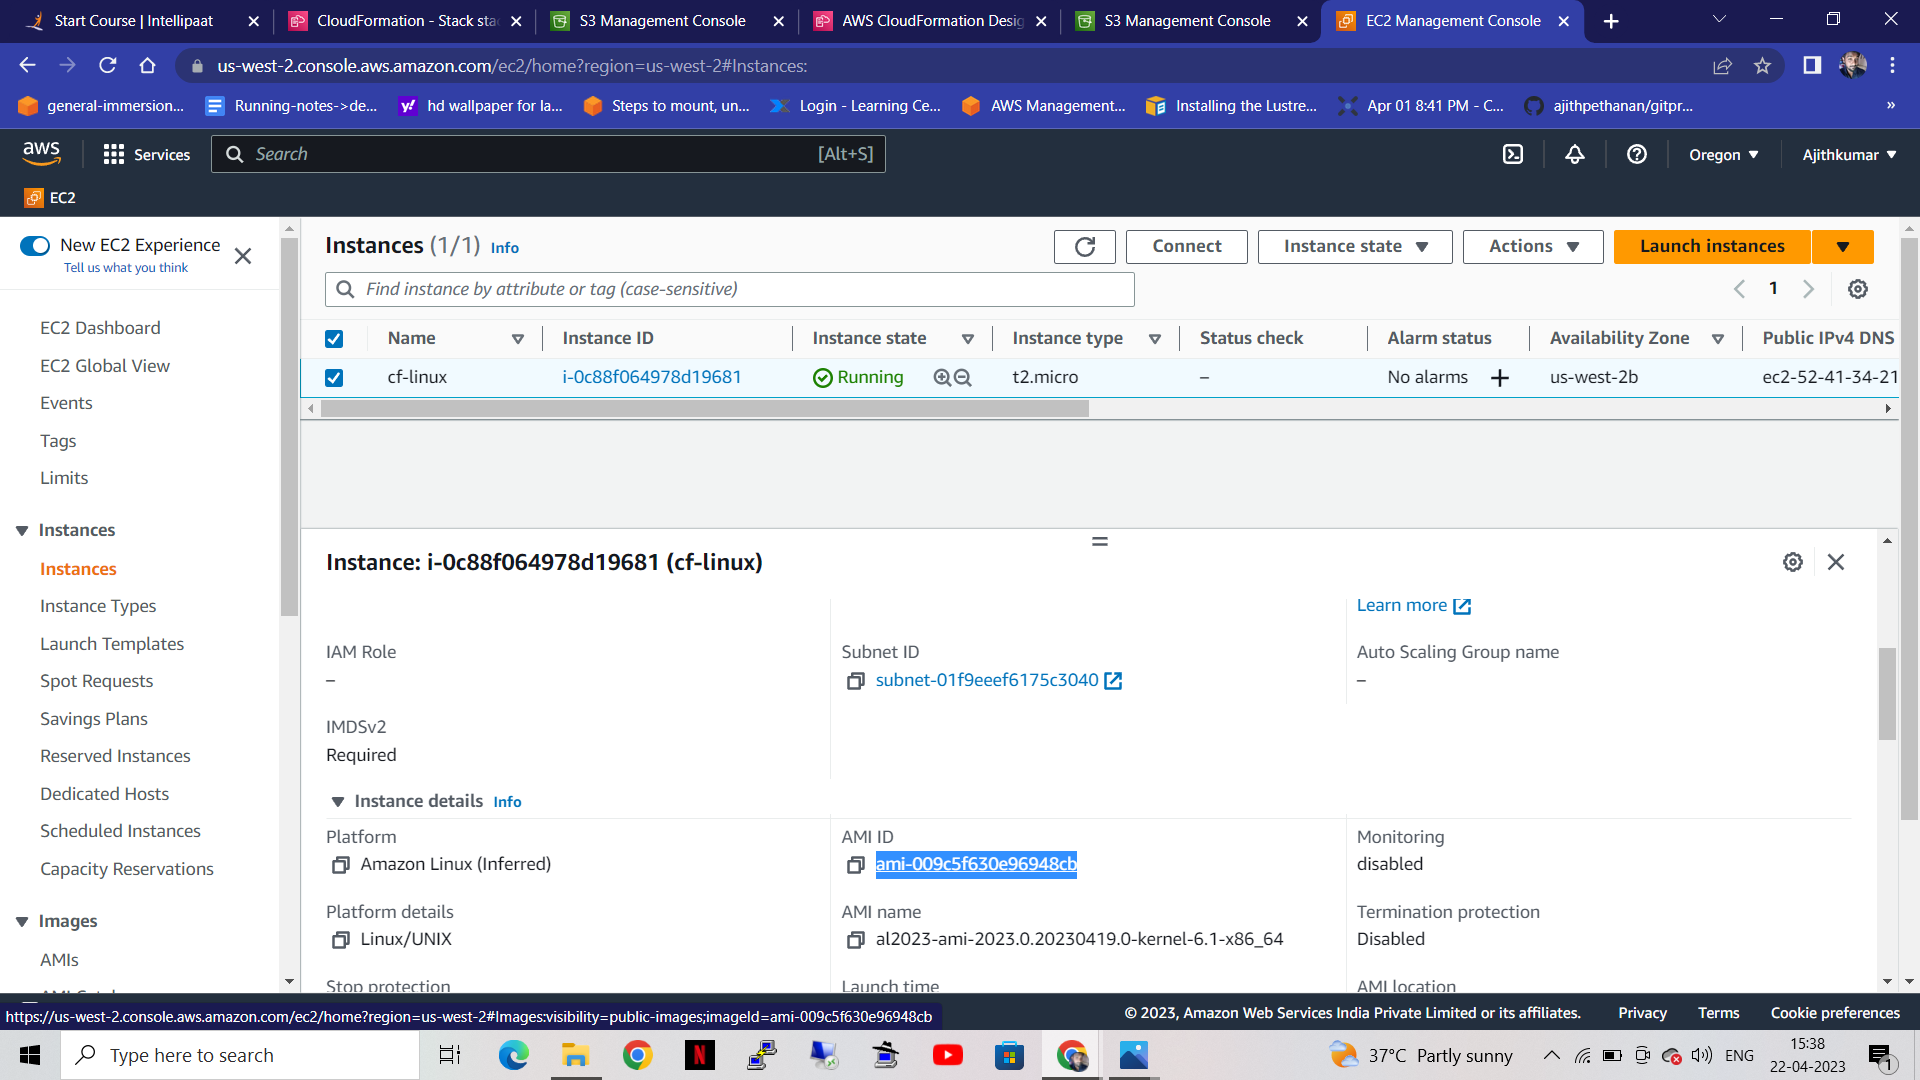 Start Course | Intellipaat
CloudFormation - Stack sta
S3 Management Console
AWS CloudFormation Desig
S3 Management Console
EC2 Management Console
us-west-2.console.aws.amazon.com/ec2/home?region=us-west-2#Instances:
general-immersion...
Running-notes->de...
hd wallpaper for la...
Steps to mount, un...
Login - Learning Ce...
AWS Management...
Installing the Lustre...
Apr 01 8:41 PM - C...
ajithpethanan/gitpr...
»
aws
Services
Search
[Alt+S]
Oregon
Ajithkumar
EC2
New EC2 Experience
Tell us what you think
EC2 Dashboard
EC2 Global View
Events
Tags
Limits
Instances
Instances
Instance Types
Launch Templates
Spot Requests
Savings Plans
Reserved Instances
Dedicated Hosts
Scheduled Instances
Capacity Reservations
Images
AMIs
Instances (1/1) Info
Connect
Instance state
Actions
Launch instances
Find instance by attribute or tag (case-sensitive)
1
Name Instance ID Instance state Instance type Status check Alarm status Availability Zone Public IPv4 DNS
cf-linux i-0c88f064978d19681 Running t2.micro – No alarms us-west-2b ec2-52-41-34-21
Instance: i-0c88f064978d19681 (cf-linux)
Learn more
IAM Role
–
Subnet ID
subnet-01f9eeef6175c3040
Auto Scaling Group name
–
IMDSv2
Required
Instance details Info
Platform
Amazon Linux (Inferred)
AMI ID
ami-009c5f630e96948cb
Monitoring
disabled
Platform details
Linux/UNIX
AMI name
al2023-ami-2023.0.20230419.0-kernel-6.1-x86_64
Termination protection
Disabled
Stop protection
Launch time
AMI location
https://us-west-2.console.aws.amazon.com/ec2/home?region=us-west-2#Images:visibility=public-images;imageId=ami-009c5f630e96948cb
© 2023, Amazon Web Services India Private Limited or its affiliates.
Privacy
Terms
Cookie preferences
Type here to search
37°C Partly sunny
ENG
15:38
22-04-2023
1